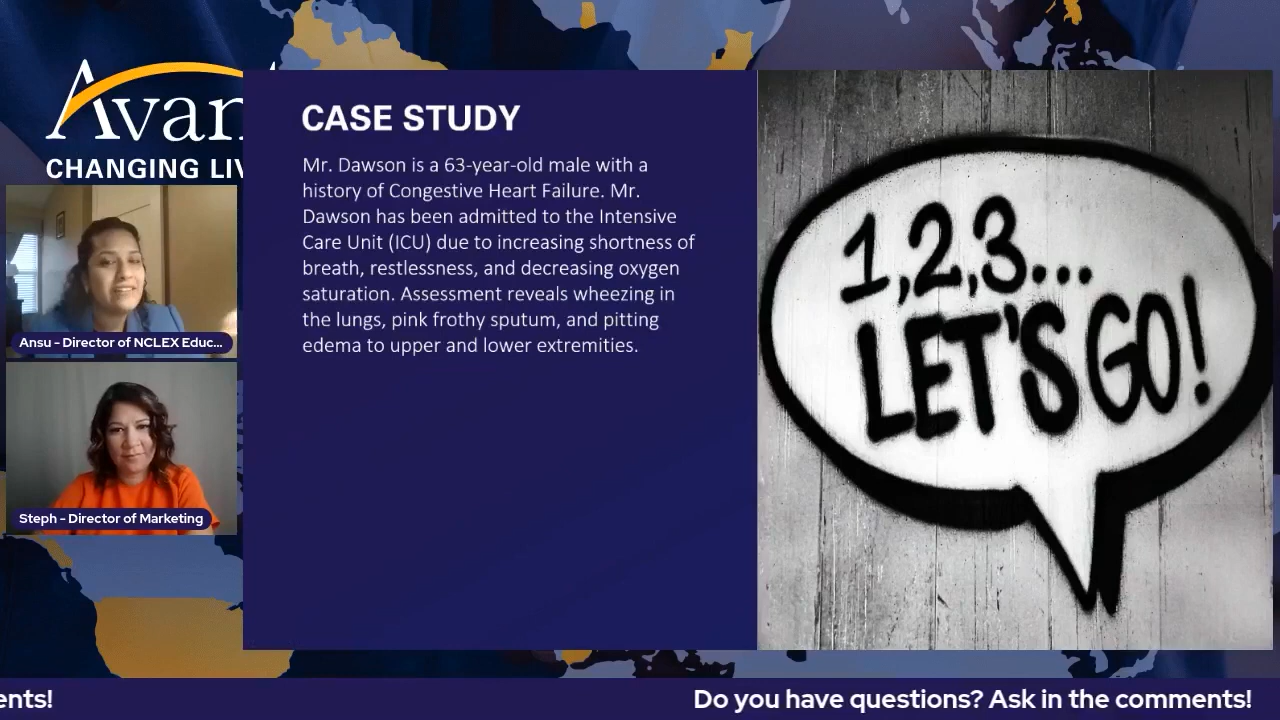 Avan
CHANGING LIV
CASE STUDY
Mr. Dawson is a 63-year-old male with a
history of Congestive Heart Failure. Mr.
Dawson has been admitted to the Intensive
Care Unit (ICU) due to increasing shortness of
breath, restlessness, and decreasing oxygen
saturation. Assessment reveals wheezing in
the lungs, pink frothy sputum, and pitting
edema to upper and lower extremities.
1,2,3...
LET'S GO!
Ansu - Director of NCLEX Educ...
Steph - Director of Marketing
ents!
Do you have questions? Ask in the comments!